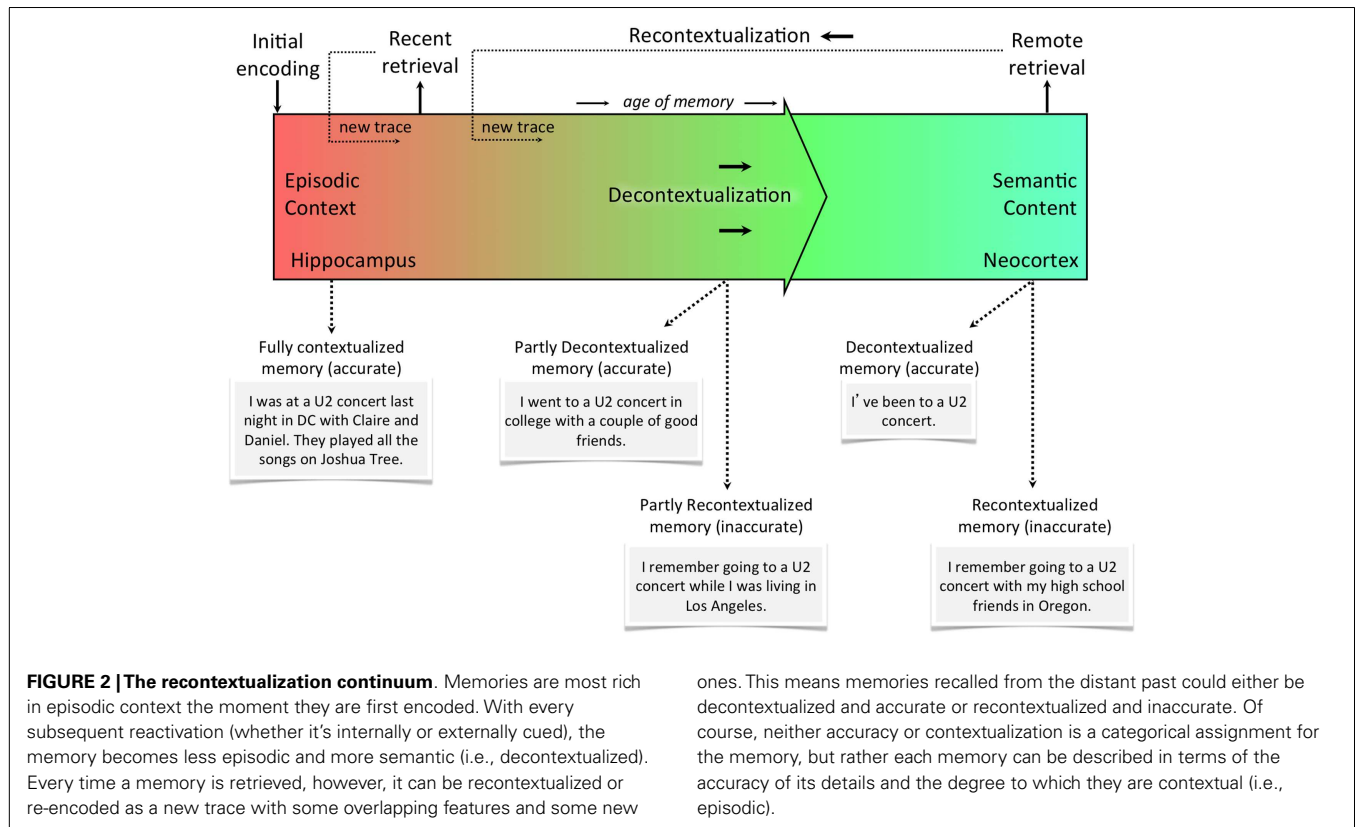 Initial
encoding
Recent
retrieval
Recontextualization
Remote
retrieval
age of memory
new trace
new trace
Episodic
Context
Decontextualization
Semantic
Content
Hippocampus
Neocortex
Fully contextualized
memory (accurate)
I was at a U2 concert last
night in DC with Claire and
Daniel. They played all the
songs on Joshua Tree.
Partly Decontextualized
memory (accurate)
I went to a U2 concert in
college with a couple of good
friends.
Decontextualized
memory (accurate)
I've been to a U2
concert.
Partly Recontextualized
memory (inaccurate)
I remember going to a U2
concert while I was living in
Los Angeles.
Recontextualized
memory (inaccurate)
I remember going to a U2
concert with my high school
friends in Oregon.
FIGURE 2 | The recontextualization continuum. Memories are most rich
in episodic context the moment they are first encoded. With every
subsequent reactivation (whether it's internally or externally cued), the
memory becomes less episodic and more semantic (i.e., decontextualized).
Every time a memory is retrieved, however, it can be recontextualized or
re-encoded as a new trace with some overlapping features and some new
ones. This means memories recalled from the distant past could either be
decontextualized and accurate or recontextualized and inaccurate. Of
course, neither accuracy or contextualization is a categorical assignment for
the memory, but rather each memory can be described in terms of the
accuracy of its details and the degree to which they are contextual (i.e.,
episodic).